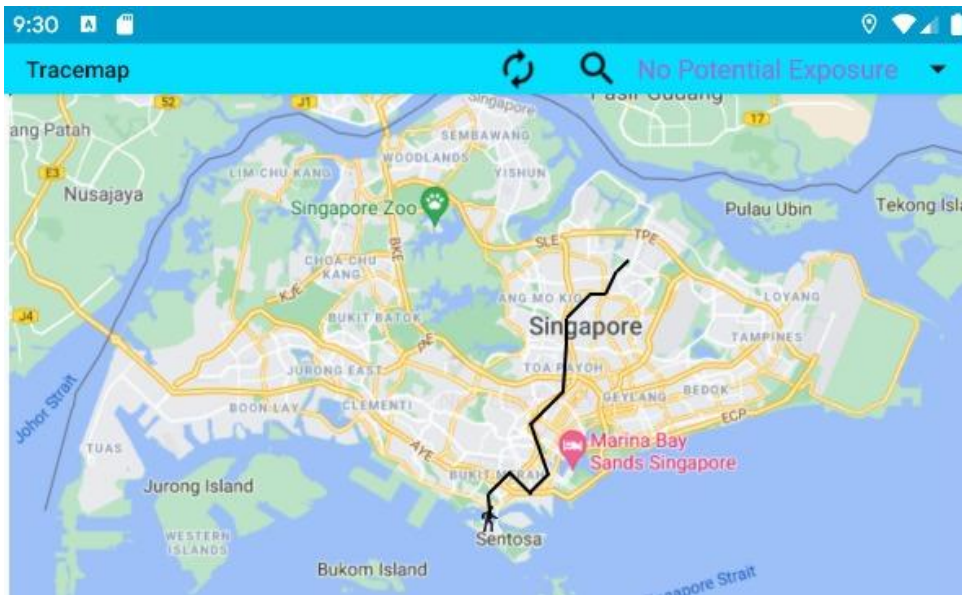 9:30
Tracemap
No Potential Exposure
52
J1
Singapore
Pasir Gudang
17
ang Patah
SEMBAWANG
WOODLANDS
LIM CHU KANG
YISHUN
E3
Nusajaya
Singapore Zoo
Pulau Ubin
Tekong Isla
SLE
TPE
BKE
CHOA CHU
KANG
KJE
ANG MO KIO
LOYANG
J4
BUKIT BATOK
Singapore
PIE
TAMPINES
JURONG EAST
TOA PAYOH
Johor Strait
BEDOK
GEYLANG
BOON LAY
CLEMENTI
ECP
AYE
Marina Bay
Sands Singapore
TUAS
BUKIT MERAH
Jurong Island
WESTERN
ISLANDS
Sentosa
Bukom Island
Singapore Strait